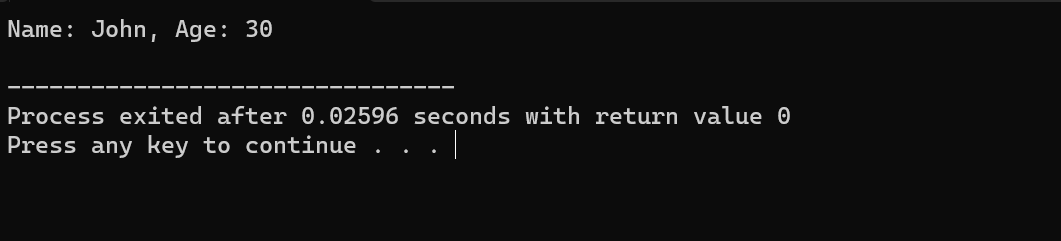 Name: John, Age: 30
--------------------------------
Process exited after 0.02596 seconds with return value 0
Press any key to continue . . .